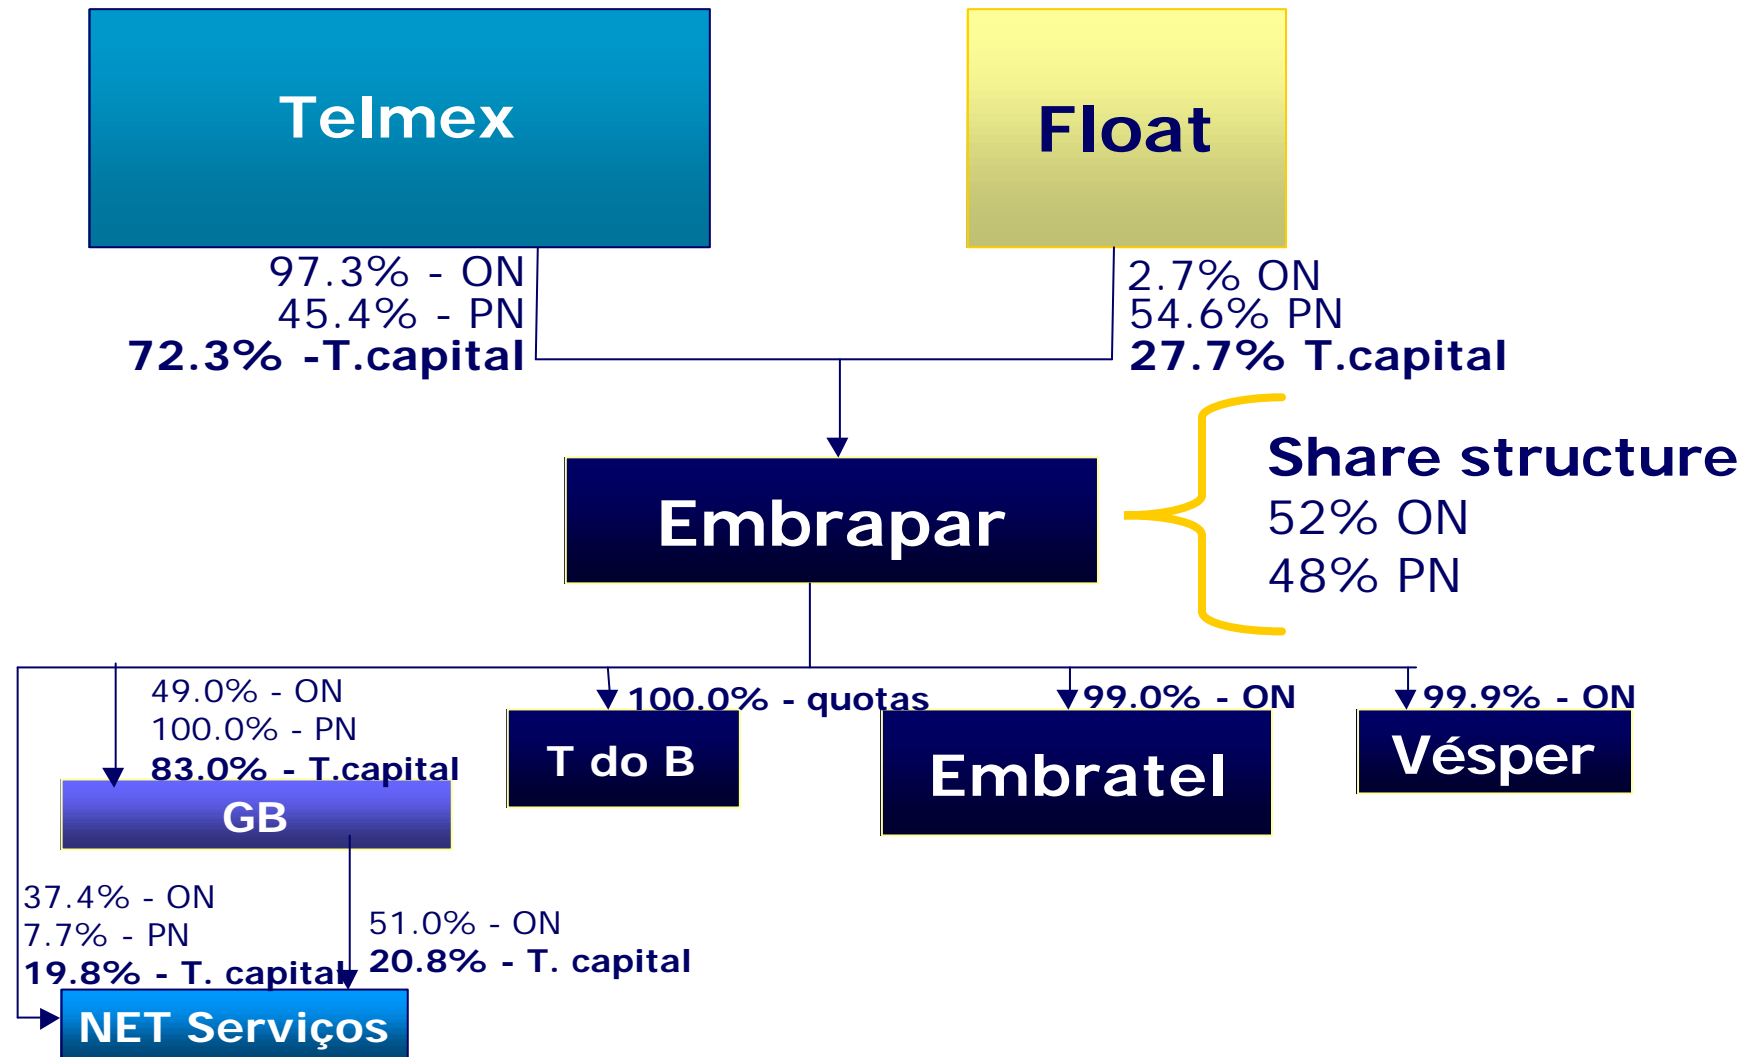 Telmex
Float
97.3% - ON
45.4% - PN
72.3% -T.capital
2.7% ON
54.6% PN
27.7% T.capital
Embrapar
Share structure
52% ON
48% PN
49.0% - ON
100.0% - PN
83.0% - T.capital
100.0% - quotas
99.0% - ON
99.9% - ON
GB
T do B
Embratel
Vésper
37.4% - ON
7.7% - PN
19.8% - T. capital
51.0% - ON
20.8% - T. capital
NET Serviços